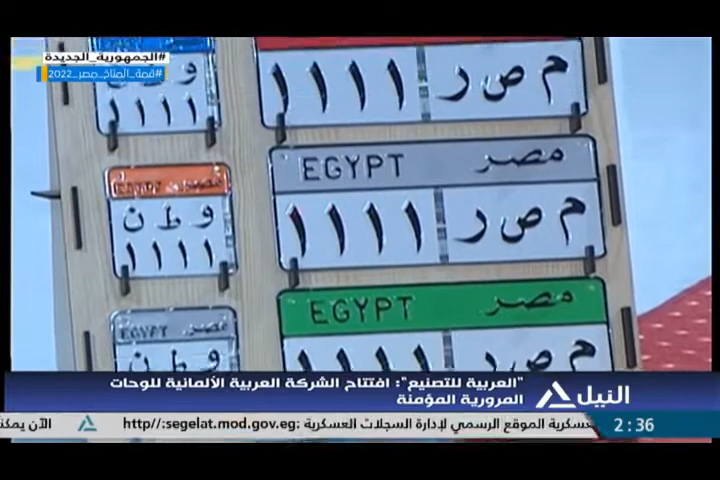 #الجمهورية_الجديدة
#قمة_المناخ_مصر_2022
و ط ن
١١١١
م ص ر ١١١١
مصر EGYPT
م ص ر ١١١١
مصر EGYPT
و ط ن
١١١١
مصر EGYPT
م ص ر ١١١١
مصر EGYPT
و ط ن
النيل
"العربية للتصنيع": افتتاح الشركة العربية الألمانية للوحات
المرورية المؤمنة
2:36
عسكرية الموقع الرسمي لإدارة السجلات العسكرية :http//: segelat.mod.gov.eg
الآن يمكن